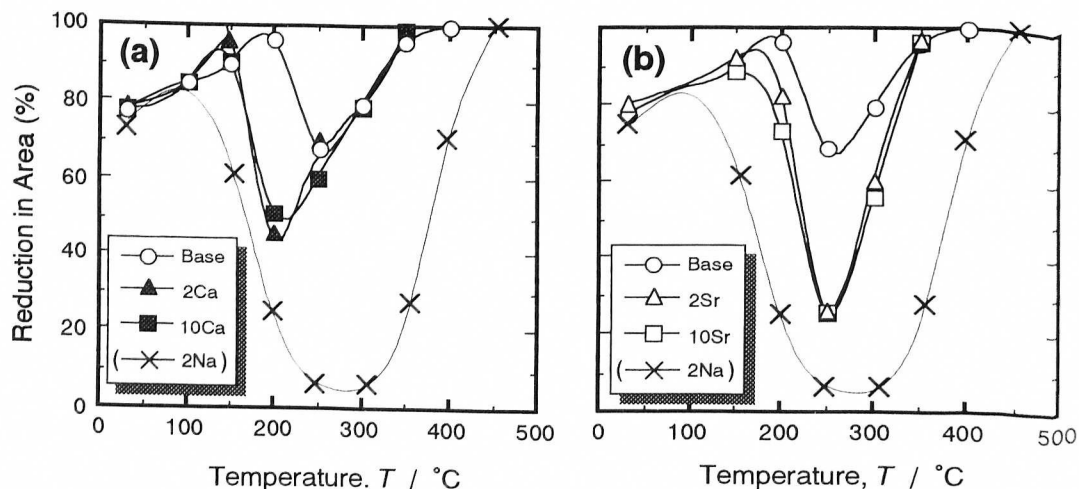 Reduction in Area (%)
100
80
60
40
20
0
(a)
Base
2Ca
10Ca
( 2Na )
0 100 200 300 400 500
Temperature. T / °C
(b)
Base
2Sr
10Sr
( 2Na )
0 100 200 300 400 500
Temperature, T / °C